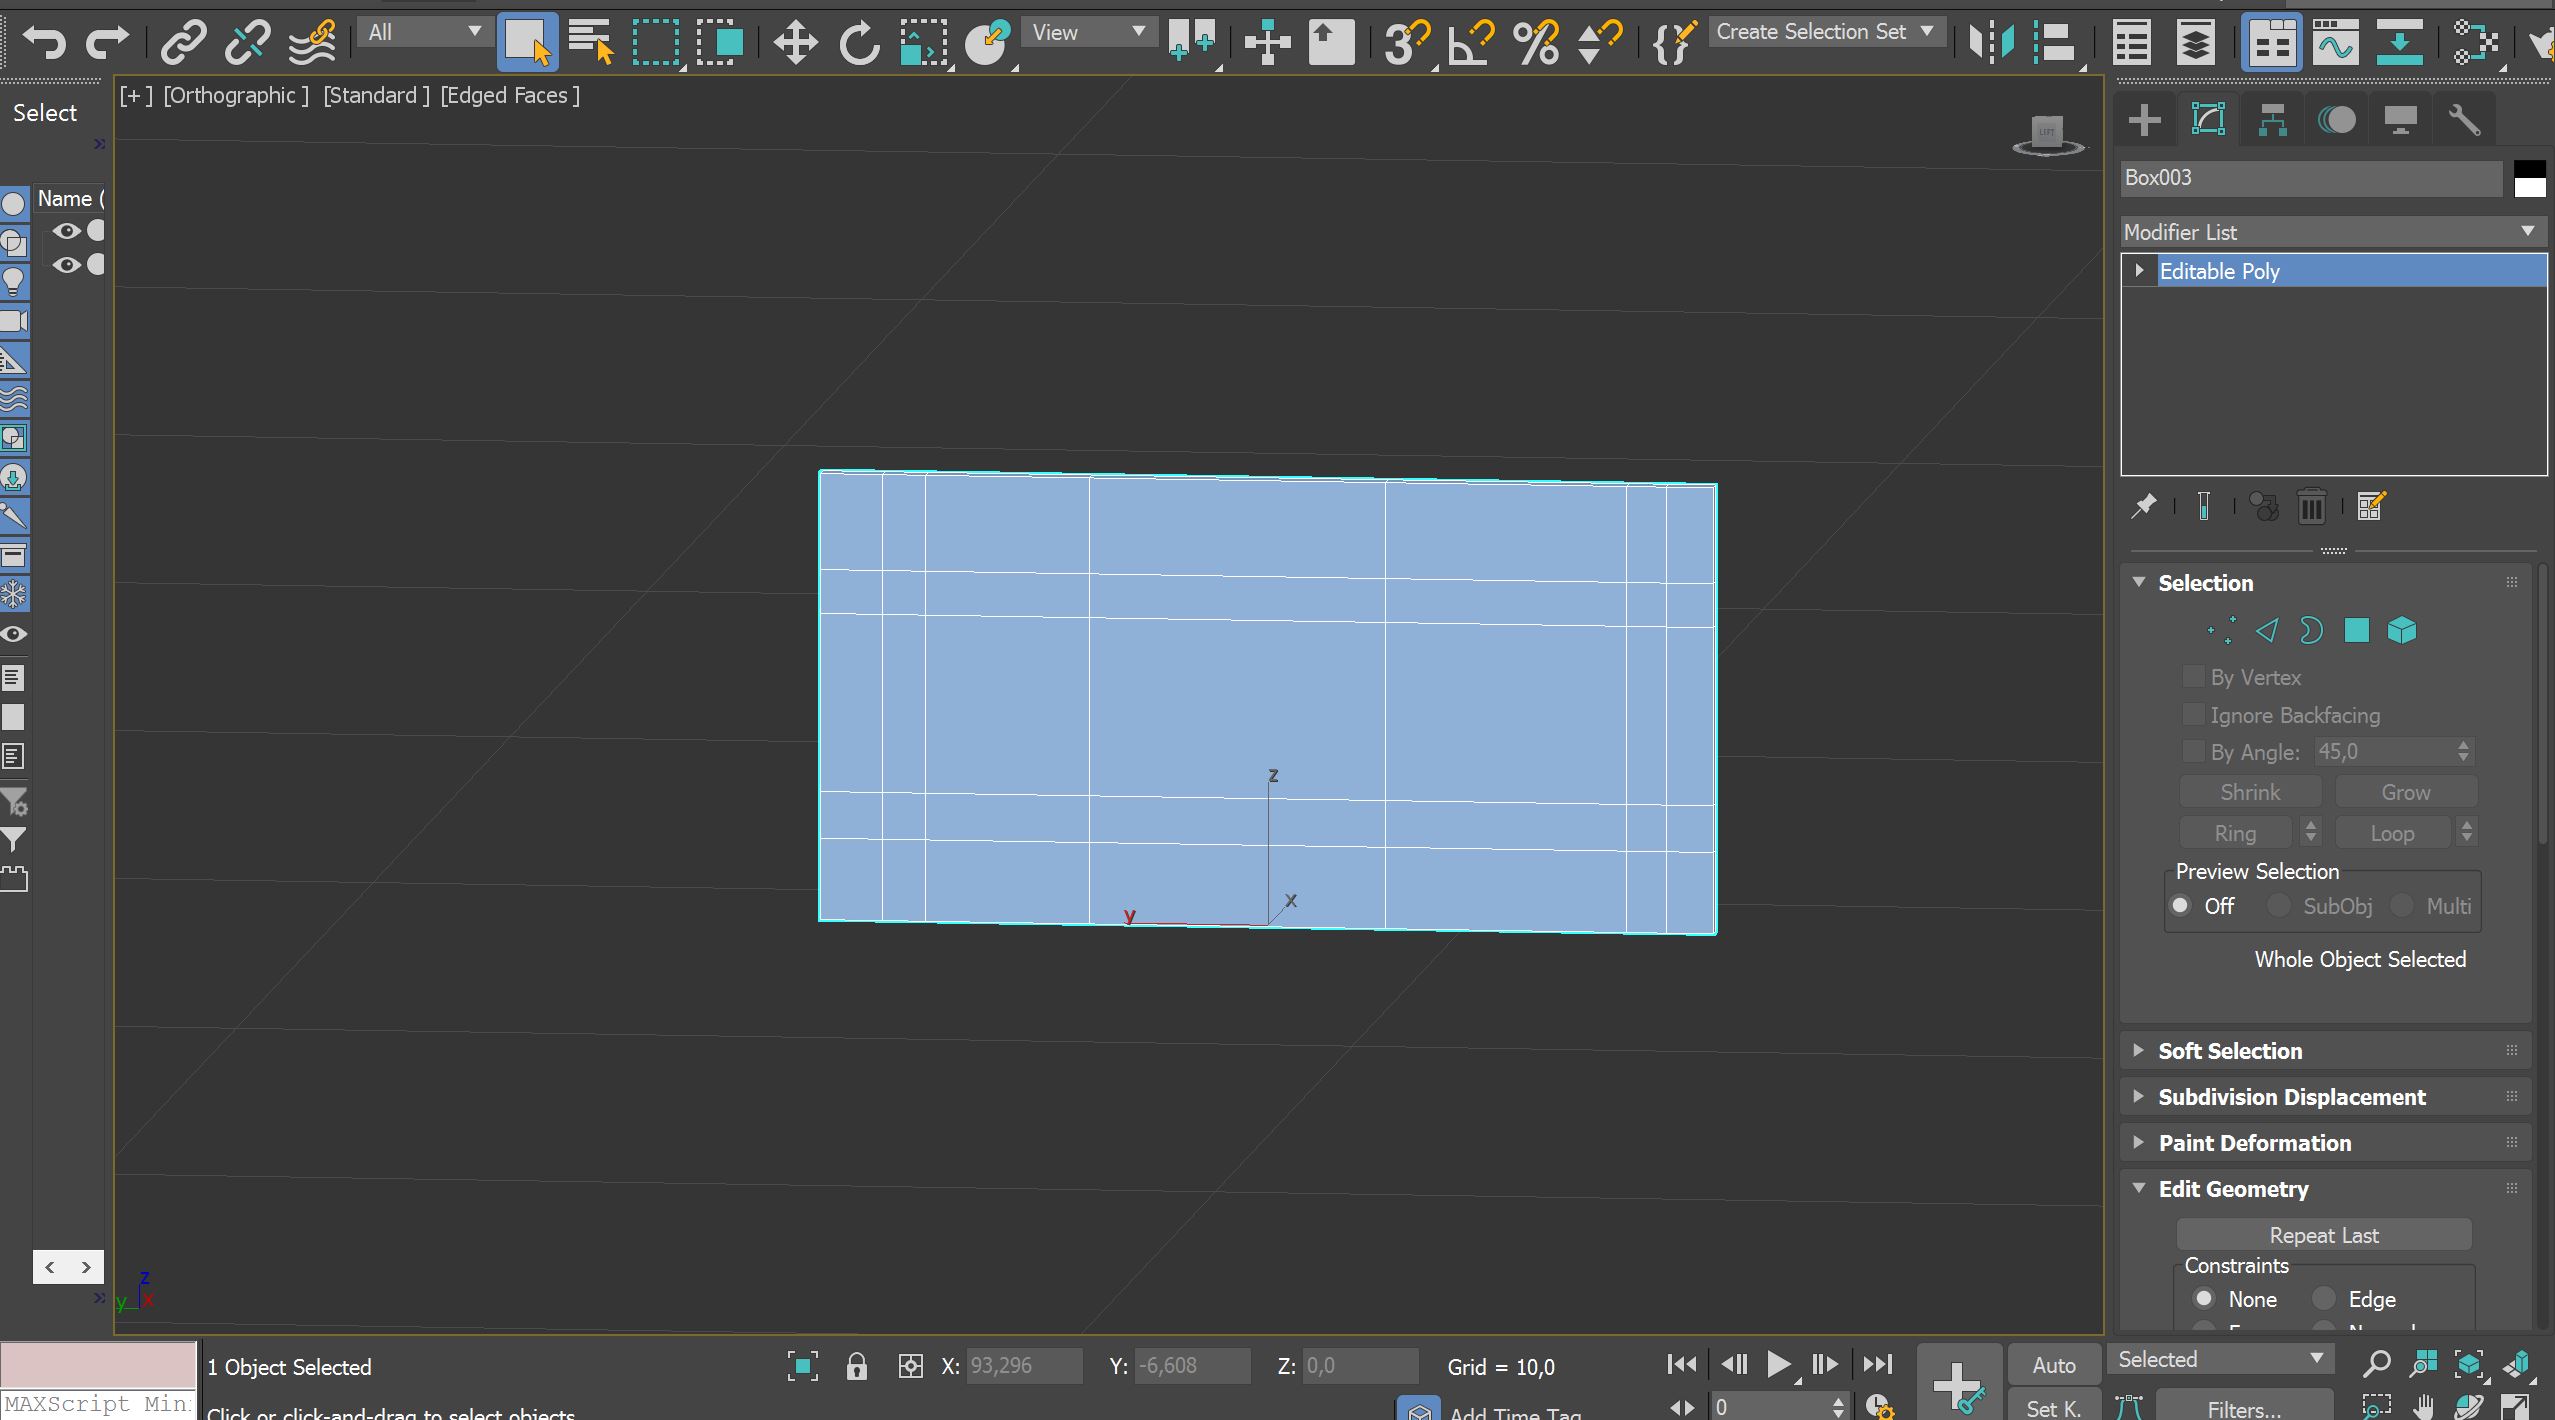 All
View
3
Create Selection Set
Select
[+] [Orthographic] [Standard] [Edged Faces]
LEFT
Name (
Box003
Modifier List
Editable Poly
Selection
By Vertex
Ignore Backfacing
By Angle: 45,0
Shrink Grow
Ring Loop
Preview Selection
Off SubObj Multi
Whole Object Selected
z
x
y
Soft Selection
Subdivision Displacement
Paint Deformation
Edit Geometry
Repeat Last
Constraints
None Edge
z
y x
1 Object Selected
X: 93,296 Y: -6,608 Z: 0,0 Grid = 10,0
Auto Selected
MAXScript Mini
Click or click-and-drag to select objects
Add Time Tag
0
Set K. Filters...